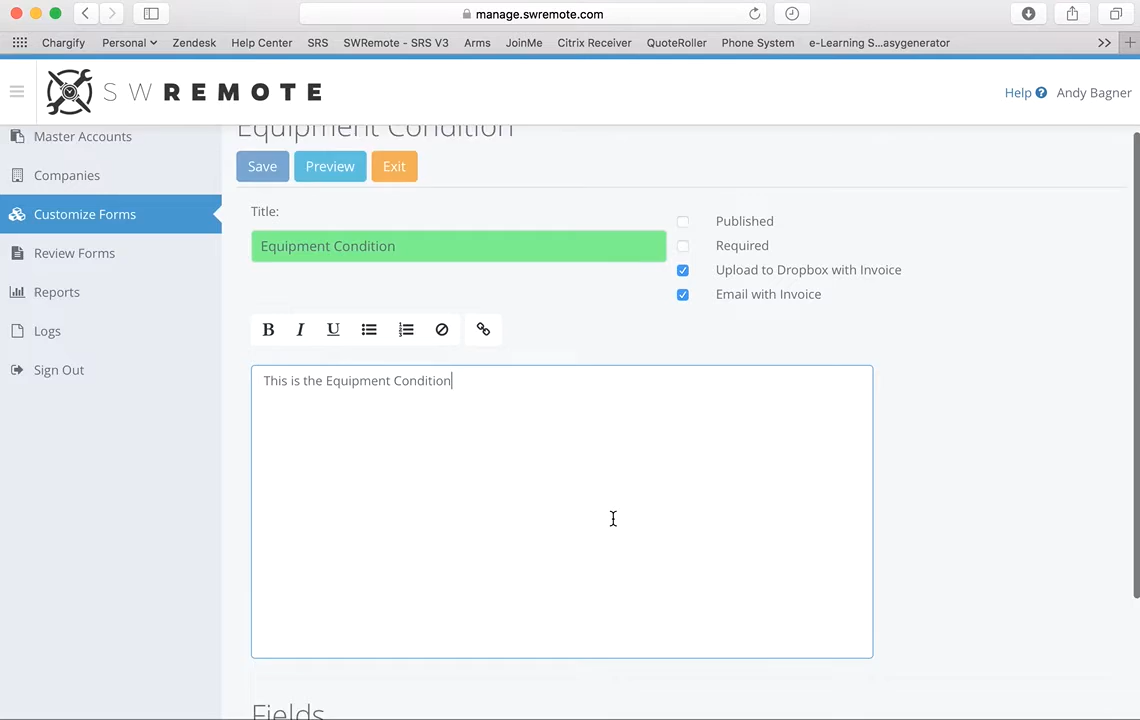 manage.swremote.com
Chargify Personal Zendesk Help Center SRS SWRemote - SRS V3 Arms JoinMe Citrix Receiver QuoteRoller Phone System e-Learning S...asygenerator
SWREMOTE
Help ? Andy Bagner
Master Accounts
Companies
Customize Forms
Review Forms
Reports
Logs
Sign Out
Equipment Condition
Save Preview Exit
Title:
Equipment Condition
Published
Required
Upload to Dropbox with Invoice
Email with Invoice
B I U
This is the Equipment Condition
Fields